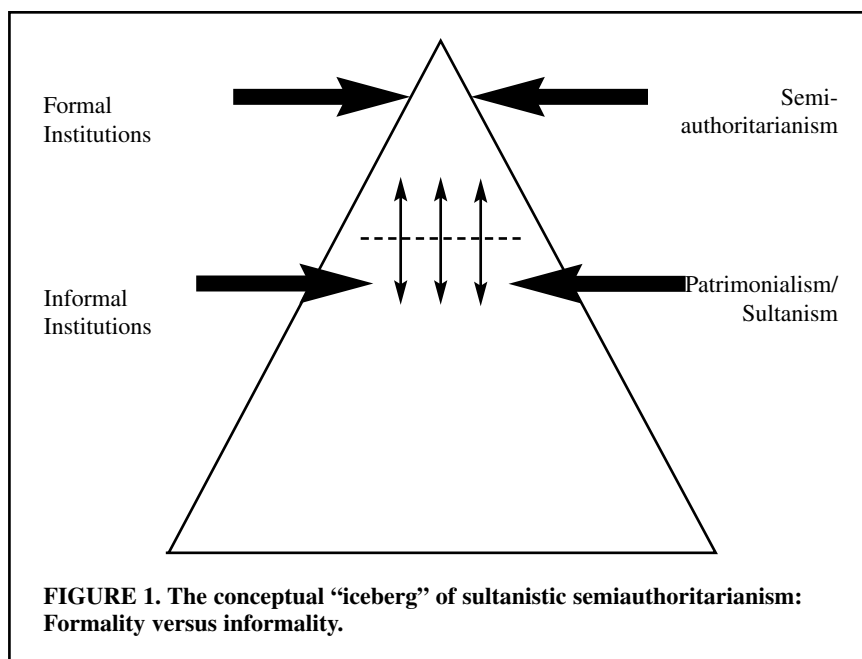 Formal
Institutions
Semi-
authoritarianism
Informal
Institutions
Patrimonialism/
Sultanism
FIGURE 1. The conceptual “iceberg” of sultanistic semiauthoritarianism:
Formality versus informality.